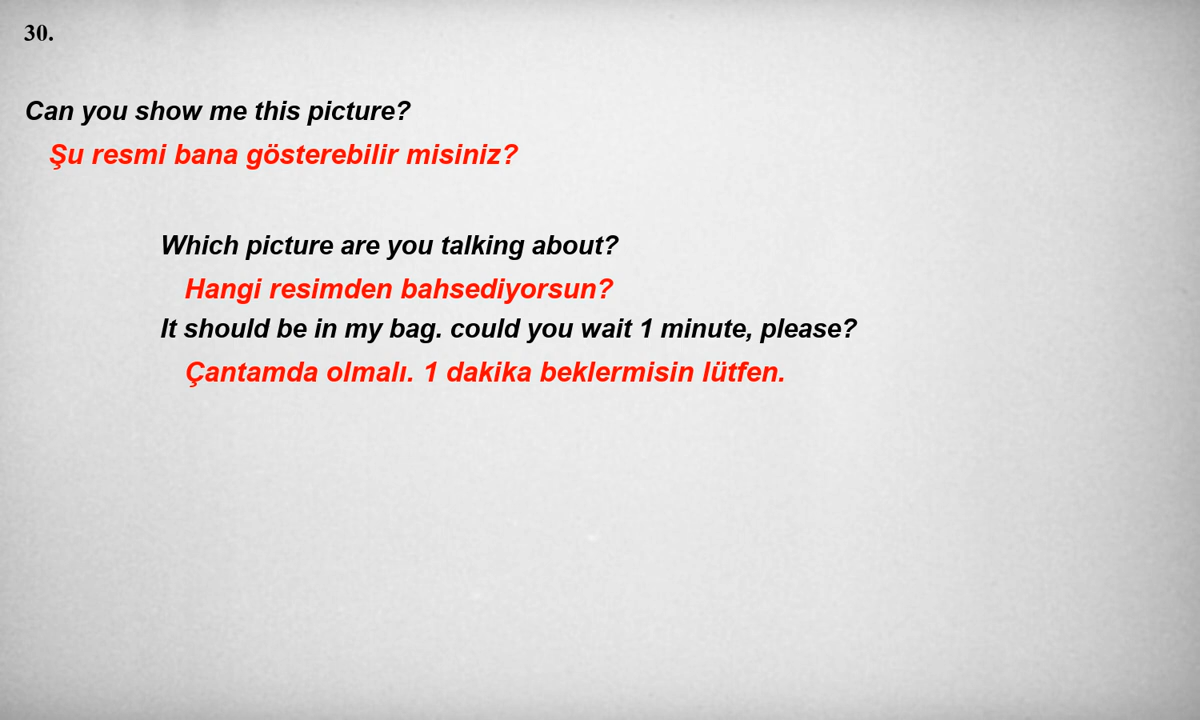 30.
Can you show me this picture?
Şu resmi bana gösterebilir misiniz?
Which picture are you talking about?
Hangi resimden bahsediyorsun?
It should be in my bag. could you wait 1 minute, please?
Çantamda olmalı. 1 dakika beklermisin lütfen.